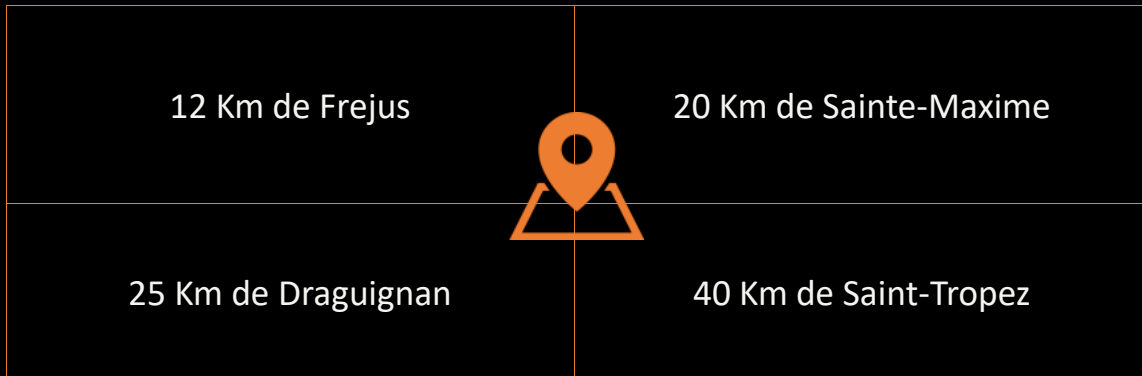 12 Km de Frejus
20 Km de Sainte-Maxime
25 Km de Draguignan
40 Km de Saint-Tropez